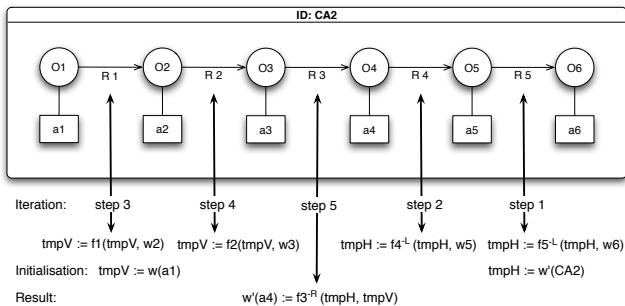 ID: CA2
O1 O2 O3 O4 O5 O6
R 1 R 2 R 3 R 4 R 5
a1 a2 a3 a4 a5 a6
Iteration: step 3 step 4 step 5 step 2 step 1
tmpV := f1(tmpV, w2) tmpV := f2(tmpV, w3) tmpH := f4-L (tmpH, w5) tmpH := f5-L (tmpH, w6)
Initialisation: tmpV := w(a1) tmpH := w'(CA2)
Result: w'(a4) := f3-R (tmpH, tmpV)